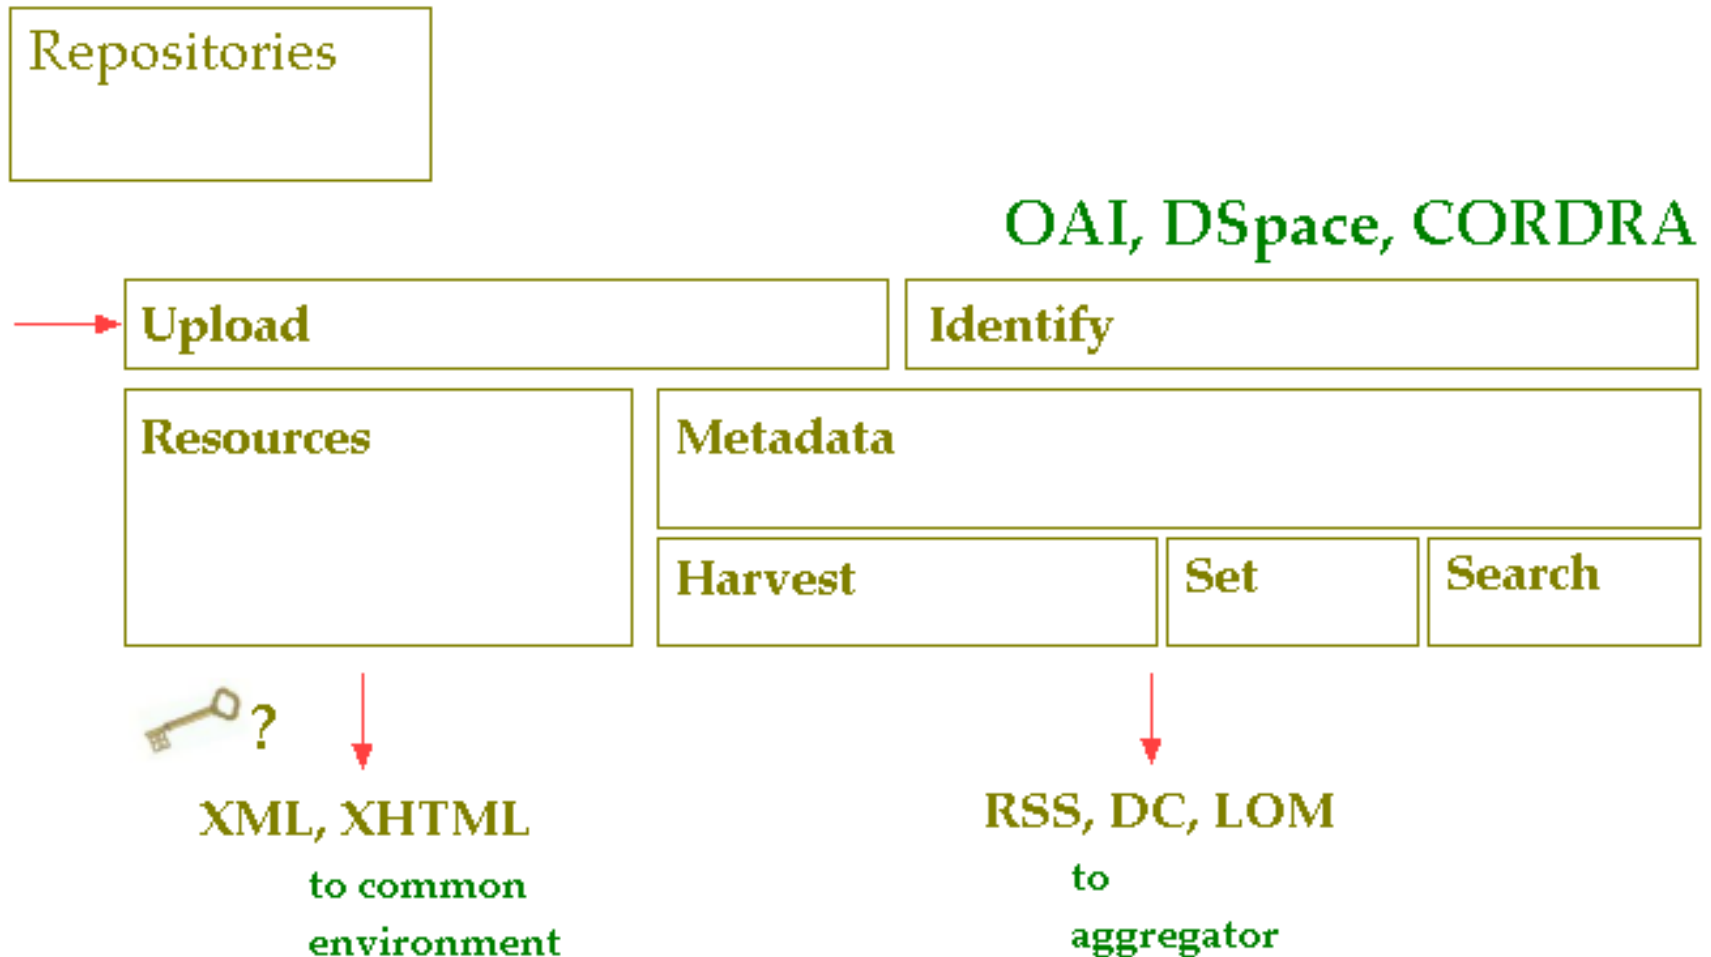 Repositories
OAI, DSpace, CORDRA
Upload
Identify
Resources
Metadata
Harvest
Set
Search
?
XML, XHTML
to common
environment
RSS, DC, LOM
to
aggregator